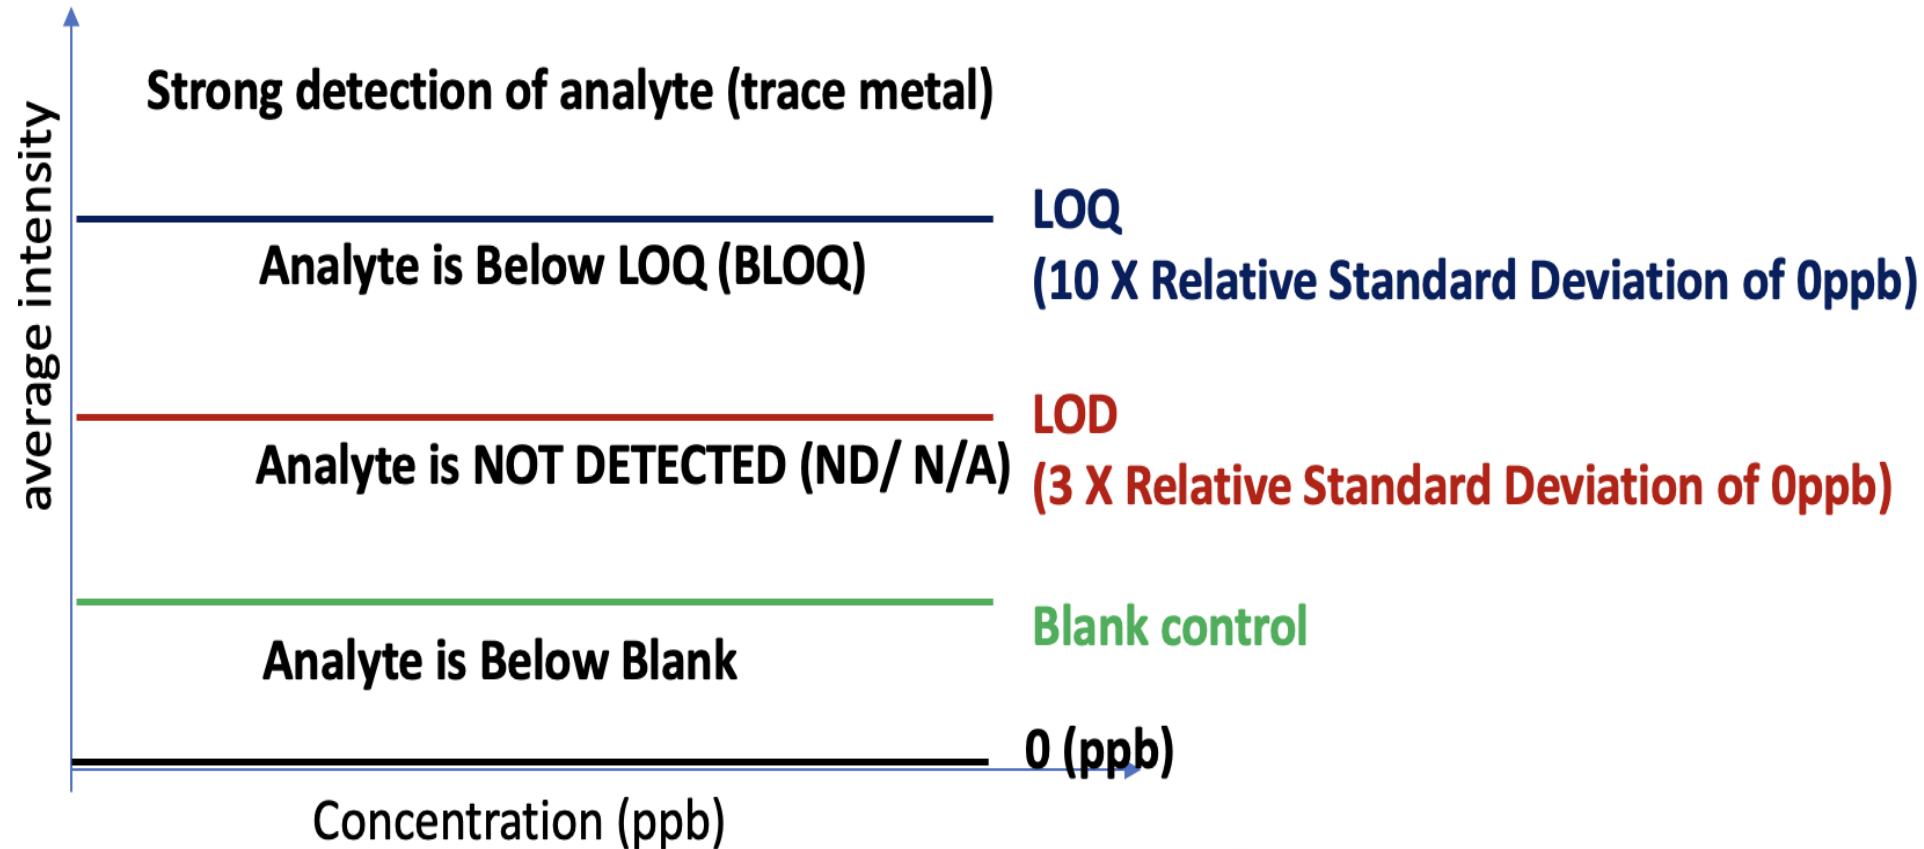 average intensity
Strong detection of analyte (trace metal)
LOQ
(10 X Relative Standard Deviation of 0ppb)
Analyte is Below LOQ (BLOQ)
LOD
(3 X Relative Standard Deviation of 0ppb)
Analyte is NOT DETECTED (ND/ N/A)
Blank control
Analyte is Below Blank
0 (ppb)
Concentration (ppb)